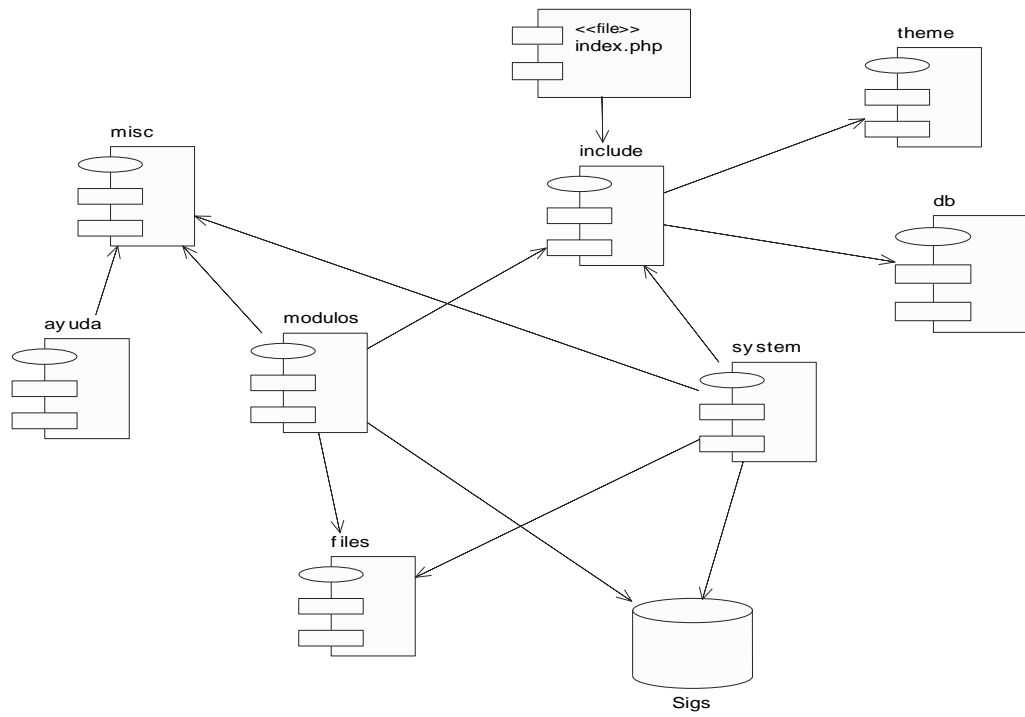 <<file>>
index.php
theme
misc
include
db
ayuda
modulos
system
files
Sigs